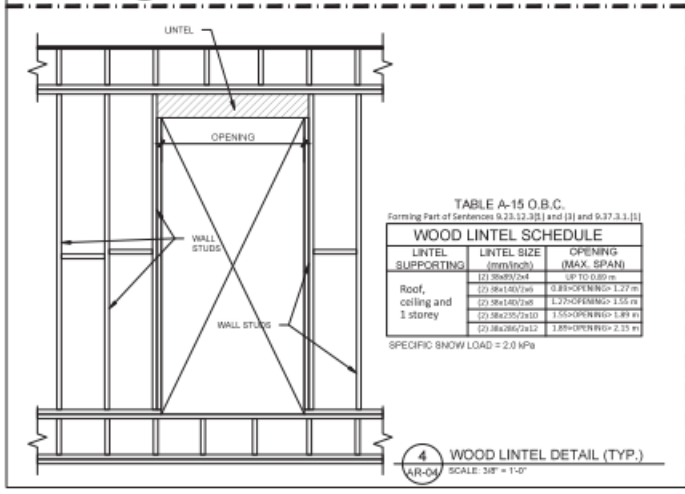 LINTEL
OPENING
WALL
STUDS
WALL STUDS
TABLE A-15 O.B.C.
Forming Part of Sentences 9.23.12.3(1) and (3) and 9.37.3.1.(1)
WOOD LINTEL SCHEDULE
LINTEL SUPPORTING LINTEL SIZE (mm/inch) OPENING (MAX. SPAN)
Roof, ceiling and 1 storey
(2) 38x89/2x4 UP TO 0.89 m
(2) 38x140/2x6 0.89>OPENING> 1.27 m
(2) 38x140/2x8 1.27>OPENING> 1.55 m
(2) 38x235/2x10 1.55>OPENING> 1.89 m
(2) 38x286/2x12 1.89>OPENING> 2.15 m
SPECIFIC SNOW LOAD = 2.0 kPa
4 WOOD LINTEL DETAIL (TYP.)
AR-04 SCALE: 3/8" = 1'-0"